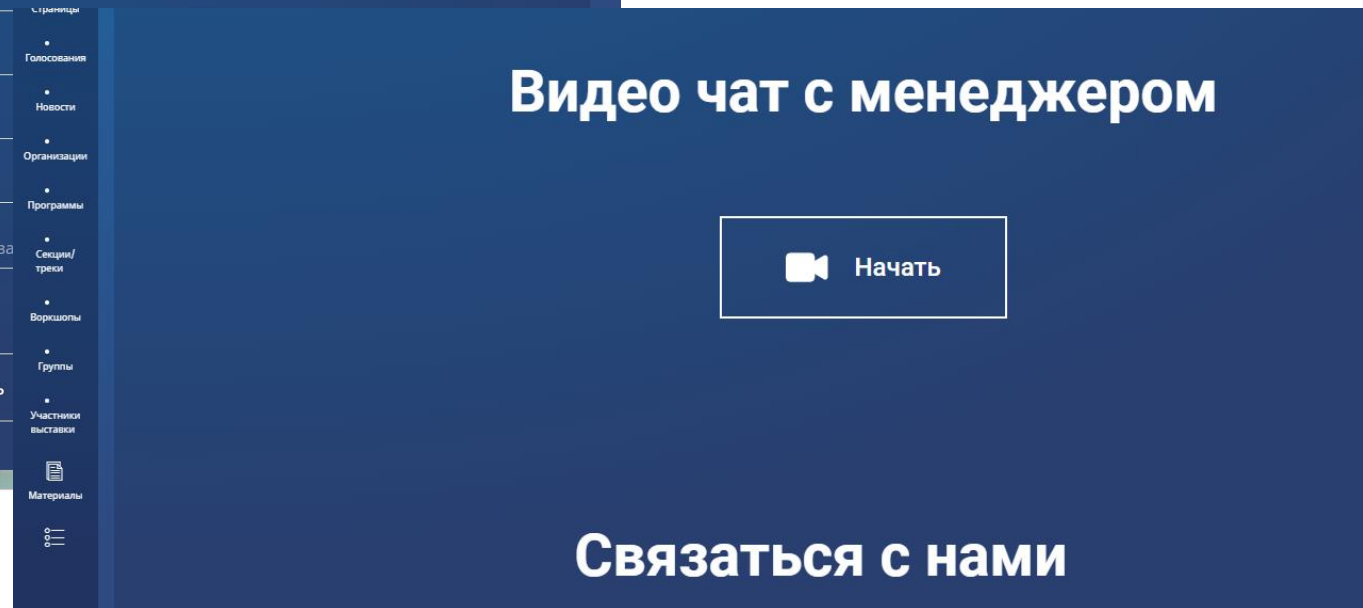 Страницы
Голосования
Новости
Организации
Программы
Секции/
треки
Воркшопы
Группы
Участники
выставки
Материалы
Видео чат с менеджером
Начать
Связаться с нами